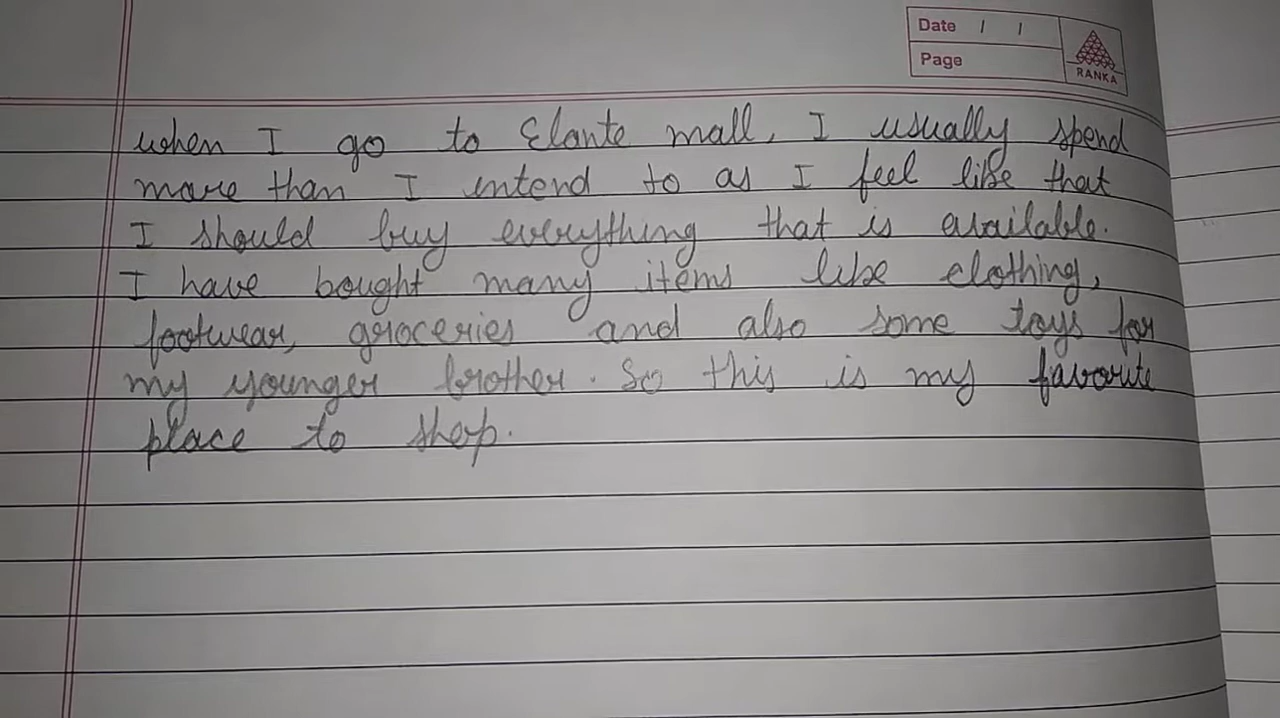 Date / /
Page
RANKA
when I go to Elante mall, I usually spend
more than I intend to as I feel like that
I should buy everything that is available.
I have bought many items like clothing,
footwear, groceries and also some toys for
my younger brother. So this is my favourite
place to shop.